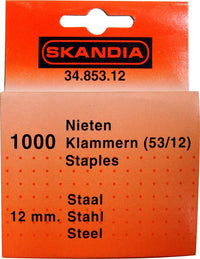 SKANDIA
34.853.12
Nieten
1000 Klammern (53/12)
Staples
Staal
12 mm. Stahl
Steel